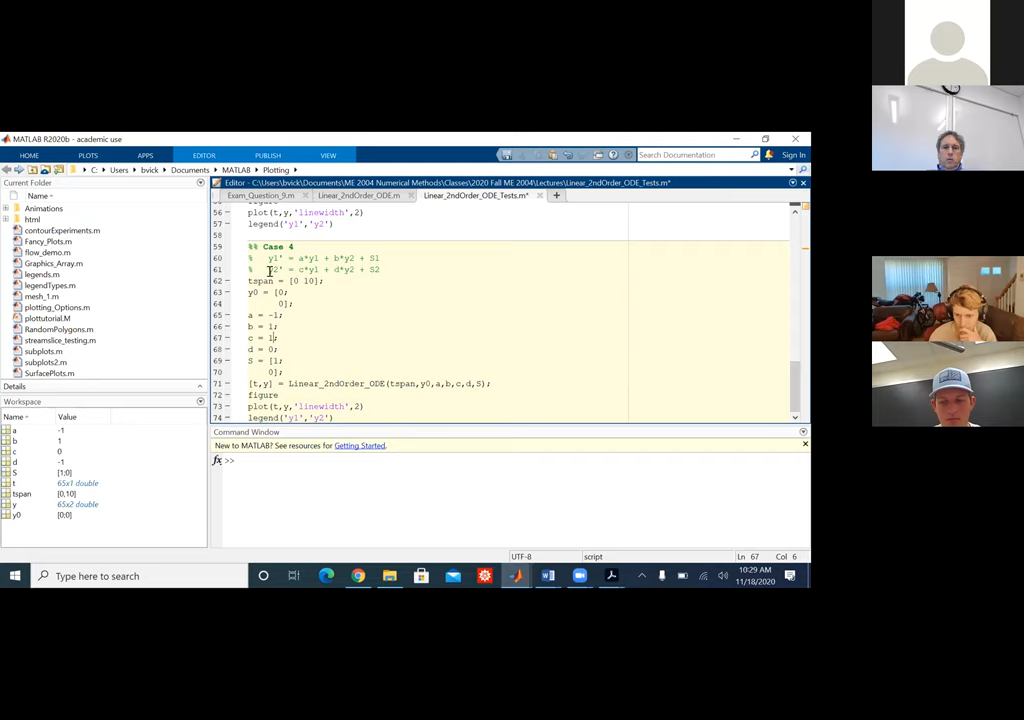 MATLAB R2020b - academic use
HOME PLOTS APPS EDITOR PUBLISH VIEW Search Documentation Sign In
C: Users bvick Documents MATLAB Plotting
Current Folder
Name
Animations
html
contourExperiments.m
Fancy_Plots.m
flow_demo.m
Graphics_Array.m
legends.m
legendTypes.m
mesh_1.m
plotting_Options.m
plottutorial.M
RandomPolygons.m
streamslice_testing.m
subplots.m
subplots2.m
SurfacePlots.m
Details
Workspace
Name Value
a -1
b 1
c 0
d -1
S [1;0]
t 65x1 double
tspan [0,10]
y 65x2 double
y0 [0;0]
Editor - C:\Users\bvick\Documents\ME 2004 Numerical Methods\Classes\2020 Fall ME 2004\Lectures\Linear_2ndOrder_ODE_Tests.m*
Exam_Question_9.m Linear_2ndOrder_ODE.m Linear_2ndOrder_ODE_Tests.m*
56 plot(t,y,'linewidth',2)
57 legend('y1','y2')
58
59 %% Case 4
60 % y1' = a*y1 + b*y2 + S1
61 % y2' = c*y1 + d*y2 + S2
62 tspan = [0 10];
63 y0 = [0;
64 0];
65 a = -1;
66 b = 1;
67 c = 1;
68 d = 0;
69 S = [1;
70 0];
71 [t,y] = Linear_2ndOrder_ODE(tspan,y0,a,b,c,d,S);
72 figure
73 plot(t,y,'linewidth',2)
74 legend('y1','y2')
Command Window
New to MATLAB? See resources for Getting Started.
fx >>
UTF-8 script Ln 67 Col 6
Type here to search
10:29 AM
11/18/2020